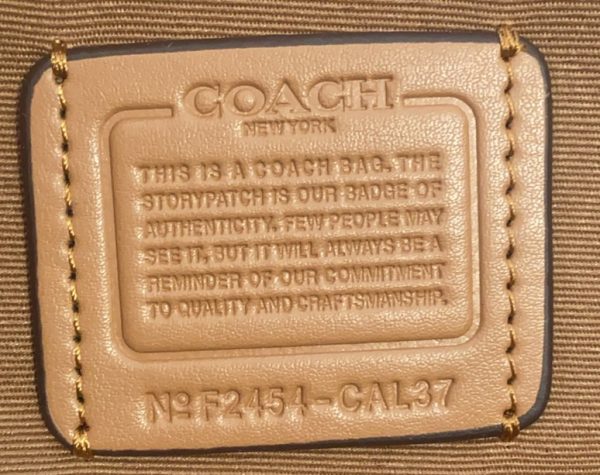 COACH
NEW YORK
THIS IS A COACH BAG. THE
STORYPATCH IS OUR BADGE OF
AUTHENTICITY. FEW PEOPLE MAY
SEE IT, BUT IT WILL ALWAYS BE A
REMINDER OF OUR COMMITMENT
TO QUALITY AND CRAFTSMANSHIP.
Nº F2454-CAL37